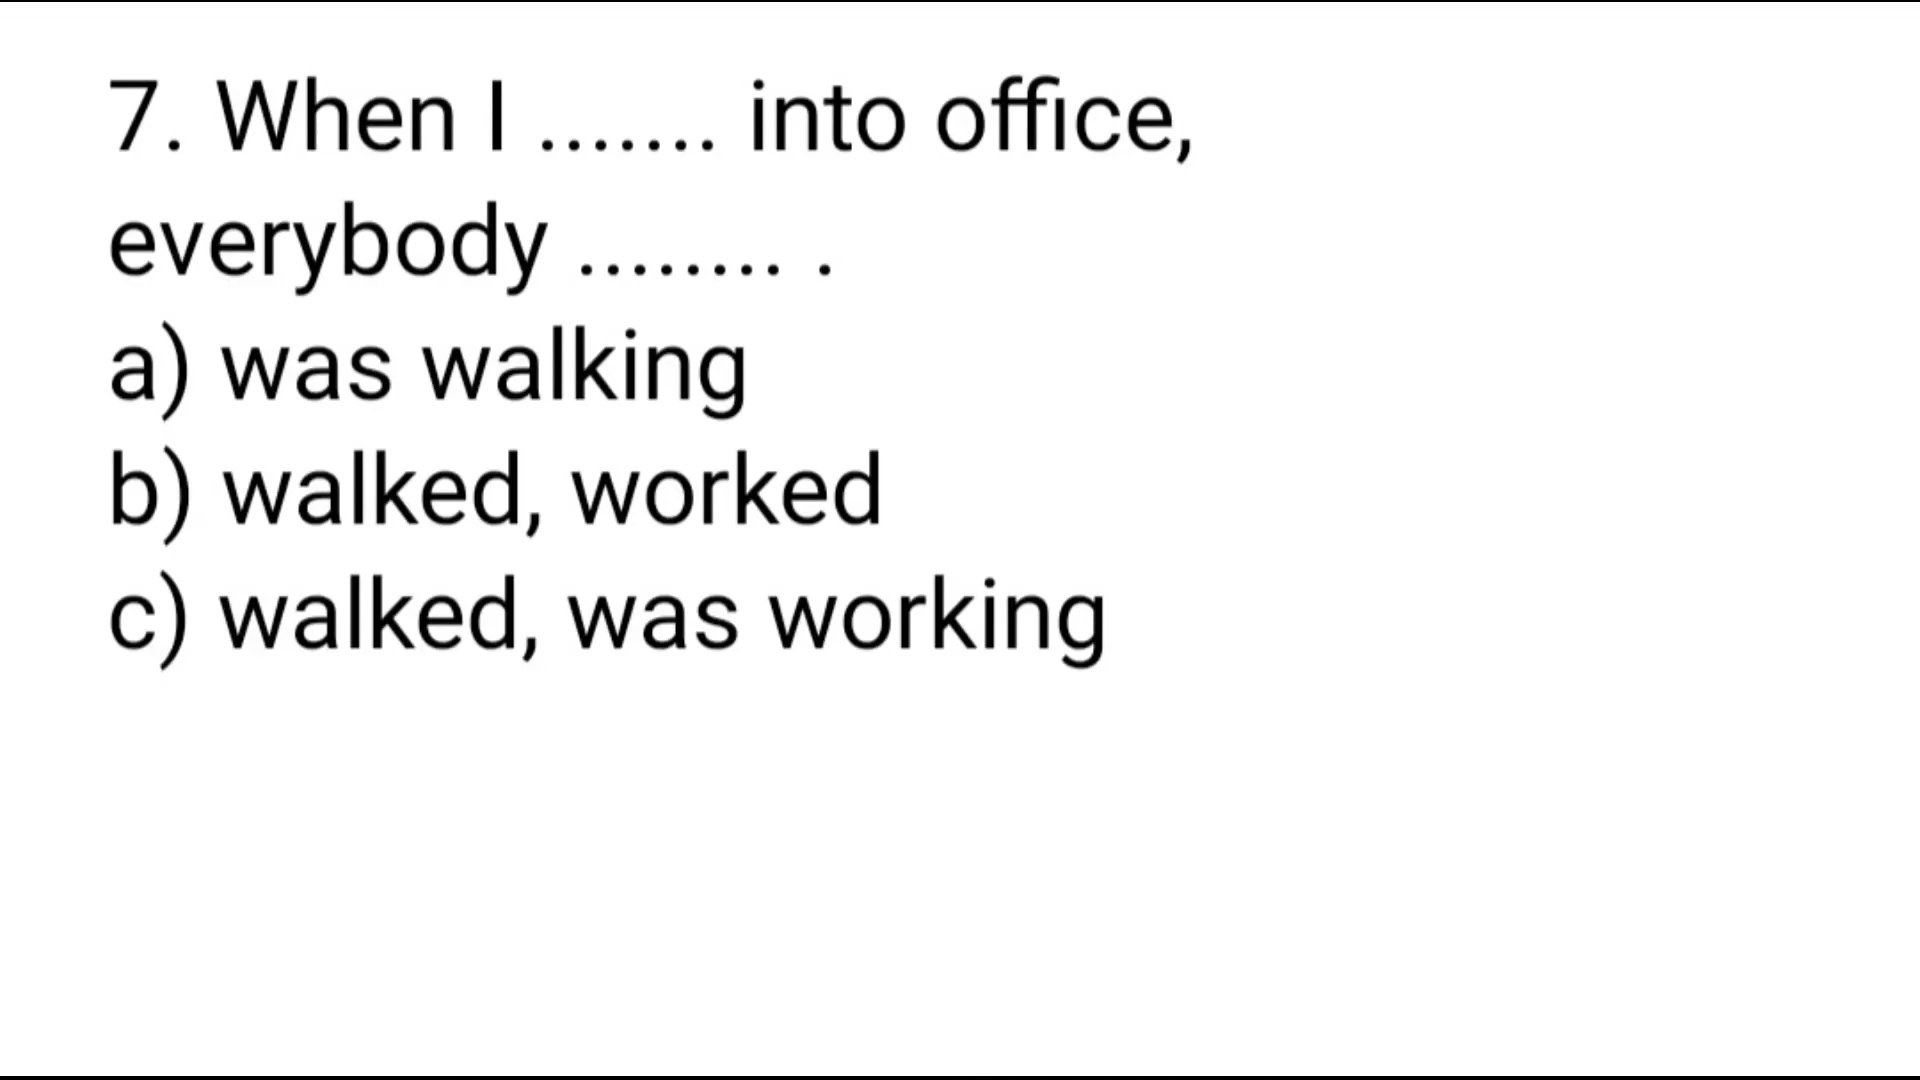 7. When I ....... into office,
everybody ........ .
a) was walking
b) walked, worked
c) walked, was working